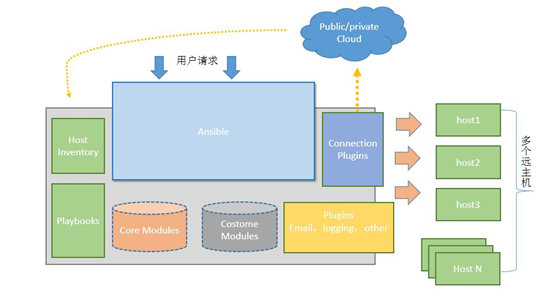 Public/private
Cloud
用户请求
Ansible
Host
Inventory
Connection
Plugins
Playbooks
Core Modules
Costome
Modules
Plugins
Email，logging，other
host1
host2
host3
Host N
多个远主机